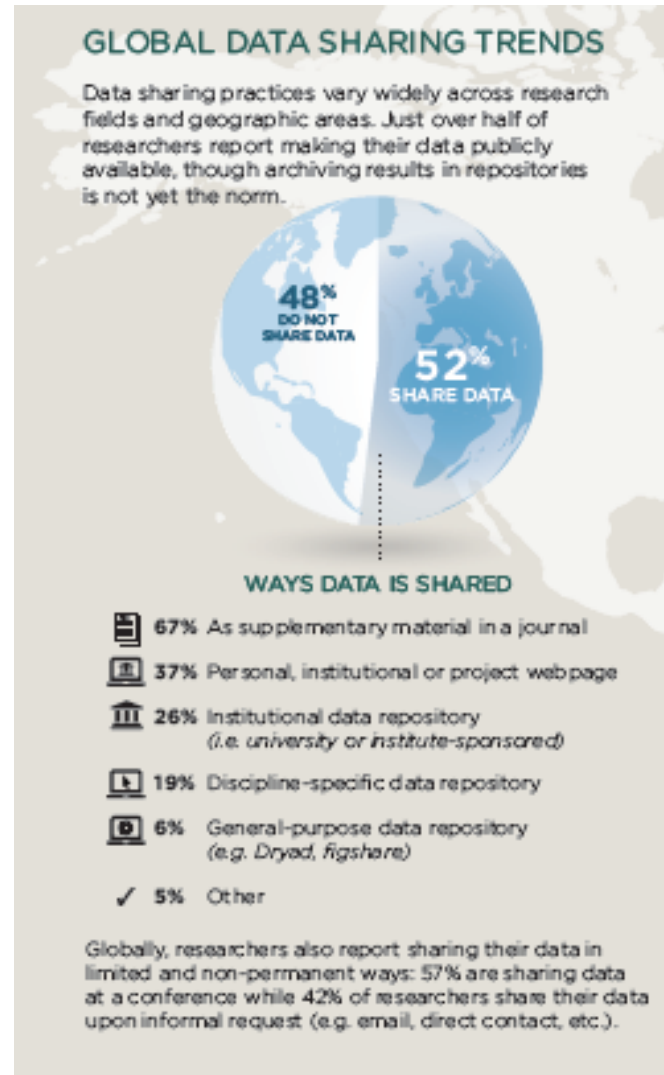 GLOBAL DATA SHARING TRENDS
Data sharing practices vary widely across research
fields and geographic areas. Just over half of
researchers report making their data publicly
available, though archiving results in repositories
is not yet the norm.
48%
DO NOT
SHARE DATA
52%
SHARE DATA
WAYS DATA IS SHARED
67% As supplementary material in a journal
37% Personal, institutional or project webpage
26% Institutional data repository
(i.e. university or institute-sponsored)
19% Discipline-specific data repository
6% General-purpose data repository
(e.g. Dryad, figshare)
✓ 5% Other
Globally, researchers also report sharing their data in
limited and non-permanent ways: 57% are sharing data
at a conference while 42% of researchers share their data
upon informal request (e.g. email, direct contact, etc.).